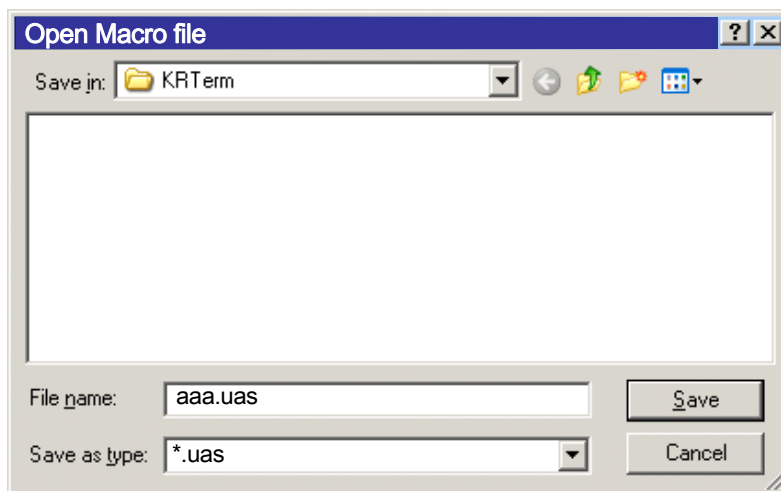 Open Macro file
Save in: KRTerm
File name: aaa.uas Save
Save as type: *.uas Cancel